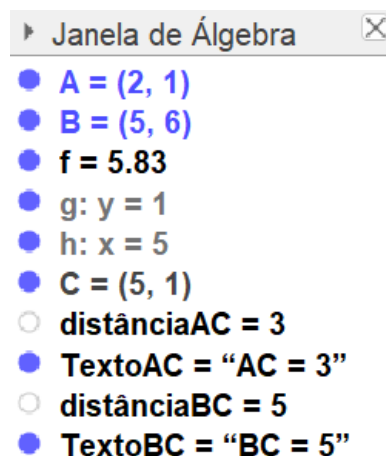 Janela de Álgebra
A = (2, 1)
B = (5, 6)
f = 5.83
g: y = 1
h: x = 5
C = (5, 1)
distânciaAC = 3
TextoAC = “AC = 3”
distânciaBC = 5
TextoBC = “BC = 5”